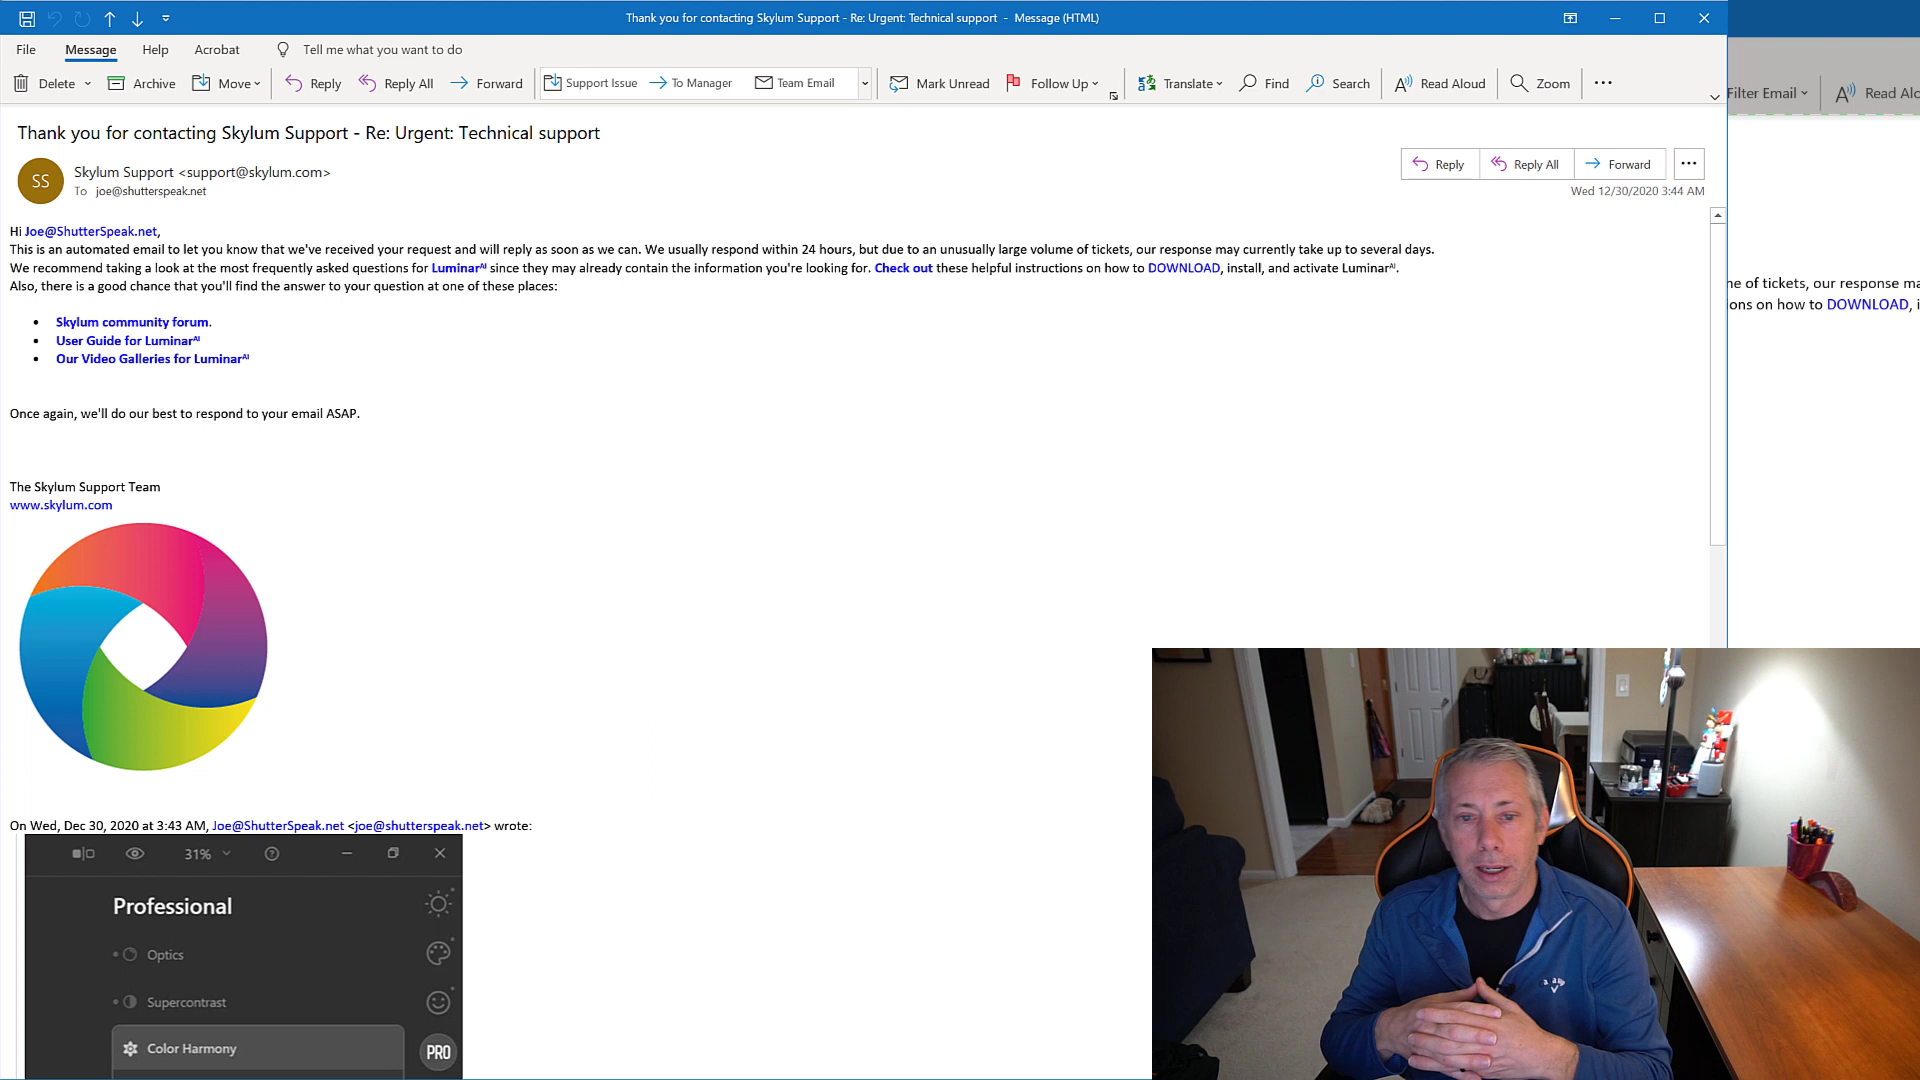 Thank you for contacting Skylum Support - Re: Urgent: Technical support - Message (HTML)
File Message Help Acrobat Tell me what you want to do
Delete Archive Move Reply Reply All Forward Support Issue To Manager Team Email Mark Unread Follow Up Translate Find Search Read Aloud Zoom
Filter Email Read Alo
Thank you for contacting Skylum Support - Re: Urgent: Technical support
SS
Skylum Support <support@skylum.com>
To joe@shutterspeak.net
Reply Reply All Forward
Wed 12/30/2020 3:44 AM
Hi Joe@ShutterSpeak.net,
This is an automated email to let you know that we've received your request and will reply as soon as we can. We usually respond within 24 hours, but due to an unusually large volume of tickets, our response may currently take up to several days.
We recommend taking a look at the most frequently asked questions for Luminar^AI since they may already contain the information you're looking for. Check out these helpful instructions on how to DOWNLOAD, install, and activate Luminar^AI.
Also, there is a good chance that you'll find the answer to your question at one of these places:
ne of tickets, our response ma
ons on how to DOWNLOAD, i
• Skylum community forum.
• User Guide for Luminar^AI
• Our Video Galleries for Luminar^AI
Once again, we'll do our best to respond to your email ASAP.
The Skylum Support Team
www.skylum.com
On Wed, Dec 30, 2020 at 3:43 AM, Joe@ShutterSpeak.net <joe@shutterspeak.net> wrote:
31%
Professional
Optics
Supercontrast
Color Harmony
PRO